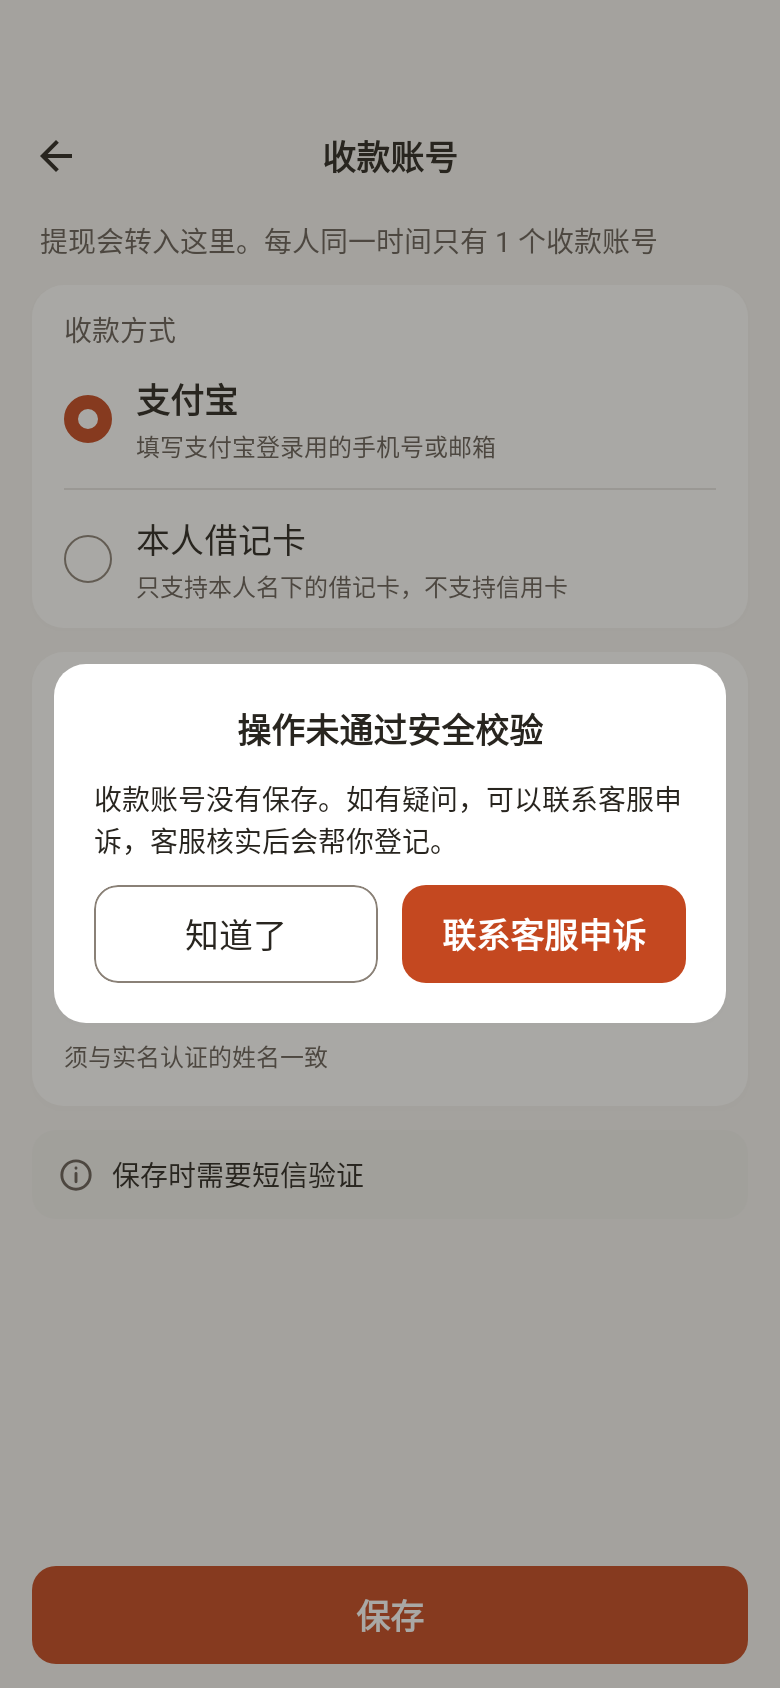 收款账号
提现会转入这里。每人同一时间只有 1 个收款账号
收款方式
支付宝
填写支付宝登录用的手机号或邮箱
本人借记卡
只支持本人名下的借记卡，不支持信用卡
操作未通过安全校验
收款账号没有保存。如有疑问，可以联系客服申
诉，客服核实后会帮你登记。
知道了
联系客服申诉
须与实名认证的姓名一致
保存时需要短信验证
保存